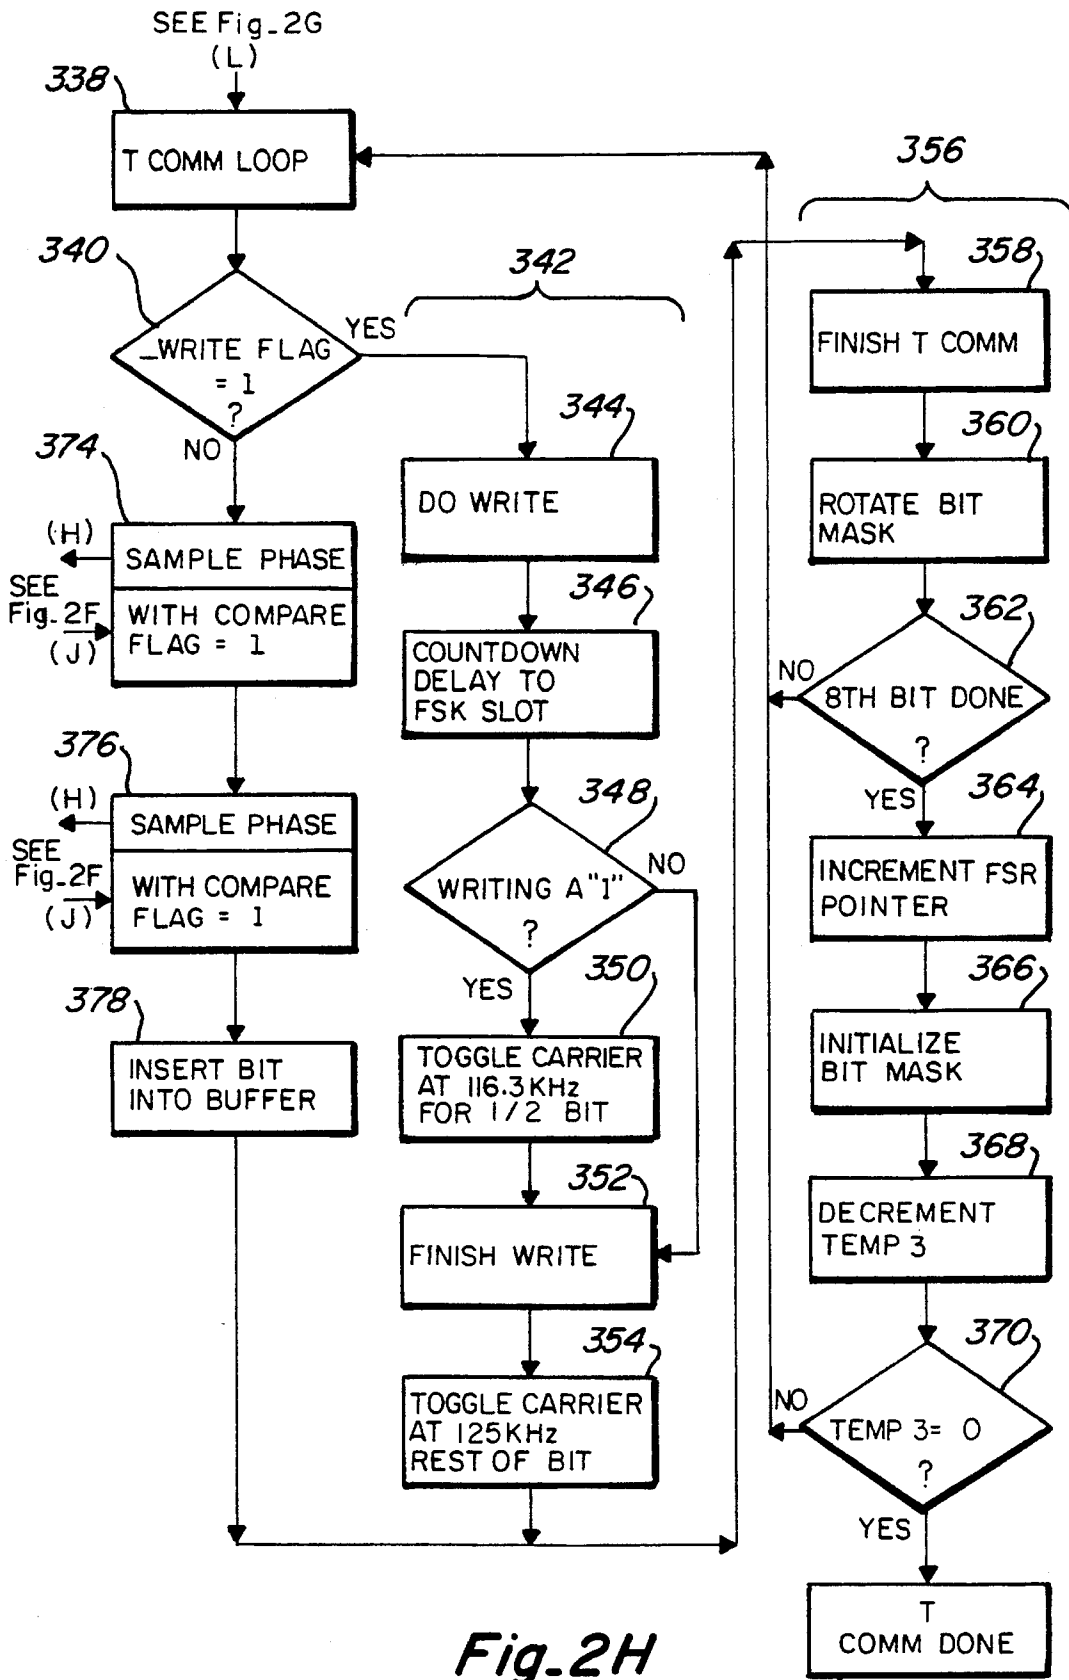 SEE Fig_2G
(L)
338
T COMM LOOP
340
_WRITE FLAG
= 1
?
YES
NO
374
(H)
SAMPLE PHASE
SEE
Fig_2F
(J)
WITH COMPARE
FLAG = 1
376
(H)
SAMPLE PHASE
SEE
Fig_2F
(J)
WITH COMPARE
FLAG = 1
378
INSERT BIT
INTO BUFFER
342
344
DO WRITE
346
COUNTDOWN
DELAY TO
FSK SLOT
348
WRITING A "1"
?
NO
YES
350
TOGGLE CARRIER
AT 116.3KHz
FOR 1/2 BIT
352
FINISH WRITE
354
TOGGLE CARRIER
AT 125KHz
REST OF BIT
356
358
FINISH T COMM
360
ROTATE BIT
MASK
362
NO
8TH BIT DONE
?
YES
364
INCREMENT FSR
POINTER
366
INITIALIZE
BIT MASK
368
DECREMENT
TEMP 3
370
NO
TEMP 3= 0
?
YES
T
COMM DONE
Fig_2H